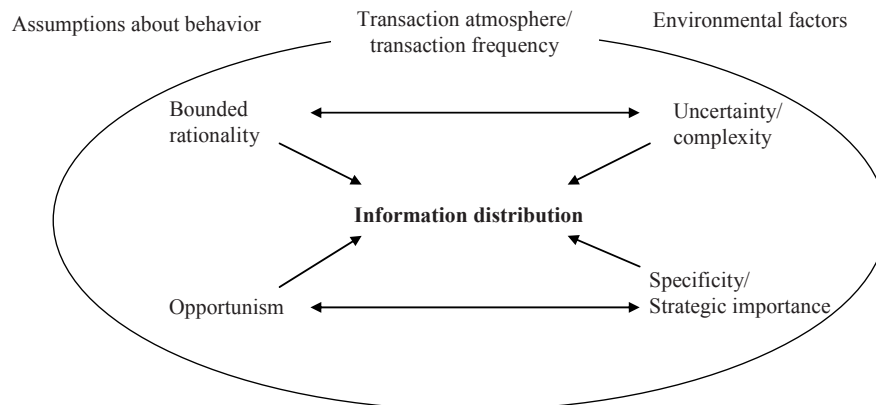 Assumptions about behavior
Transaction atmosphere/
transaction frequency
Environmental factors
Bounded
rationality
Uncertainty/
complexity
Information distribution
Opportunism
Specificity/
Strategic importance